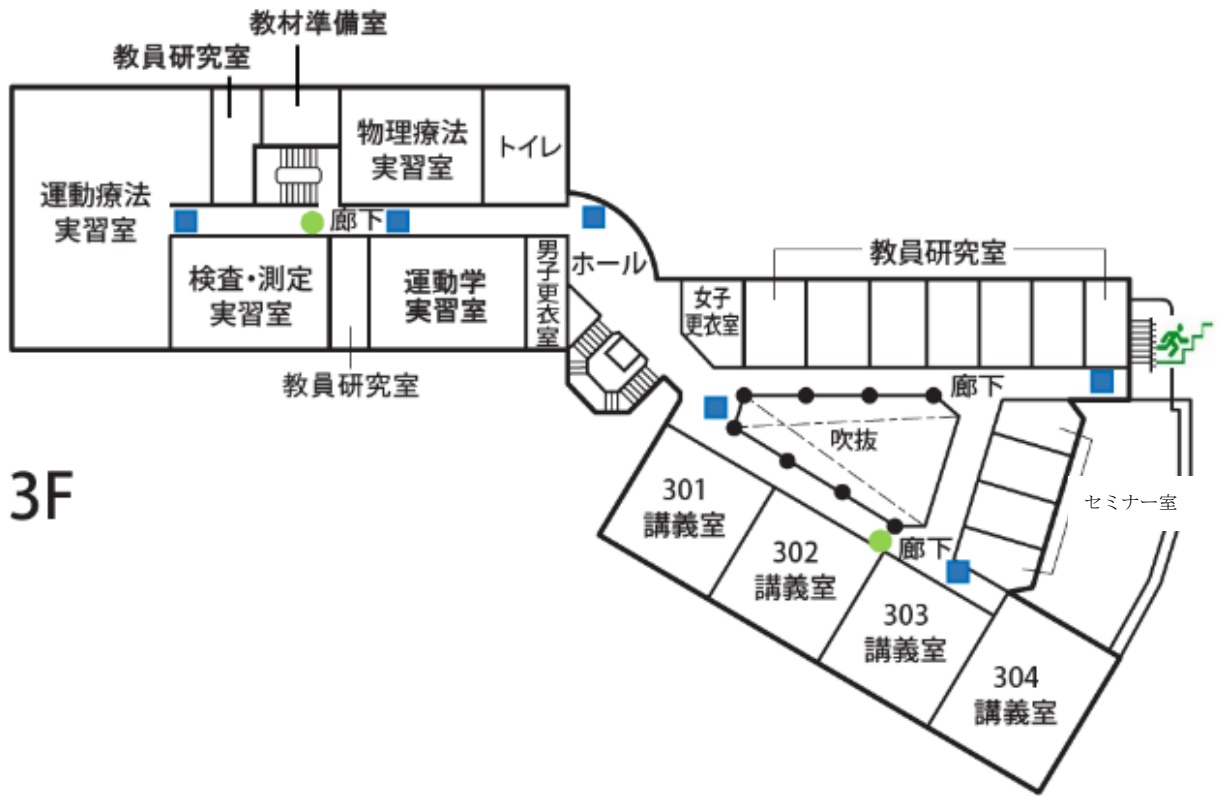 教材準備室
教員研究室
物理療法
実習室
トイレ
運動療法
実習室
廊下
検査・測定
実習室
運動学
実習室
男子更衣室
ホール
教員研究室
女子
更衣室
教員研究室
廊下
吹抜
3F
301
講義室
302
講義室
廊下
セミナー室
303
講義室
304
講義室